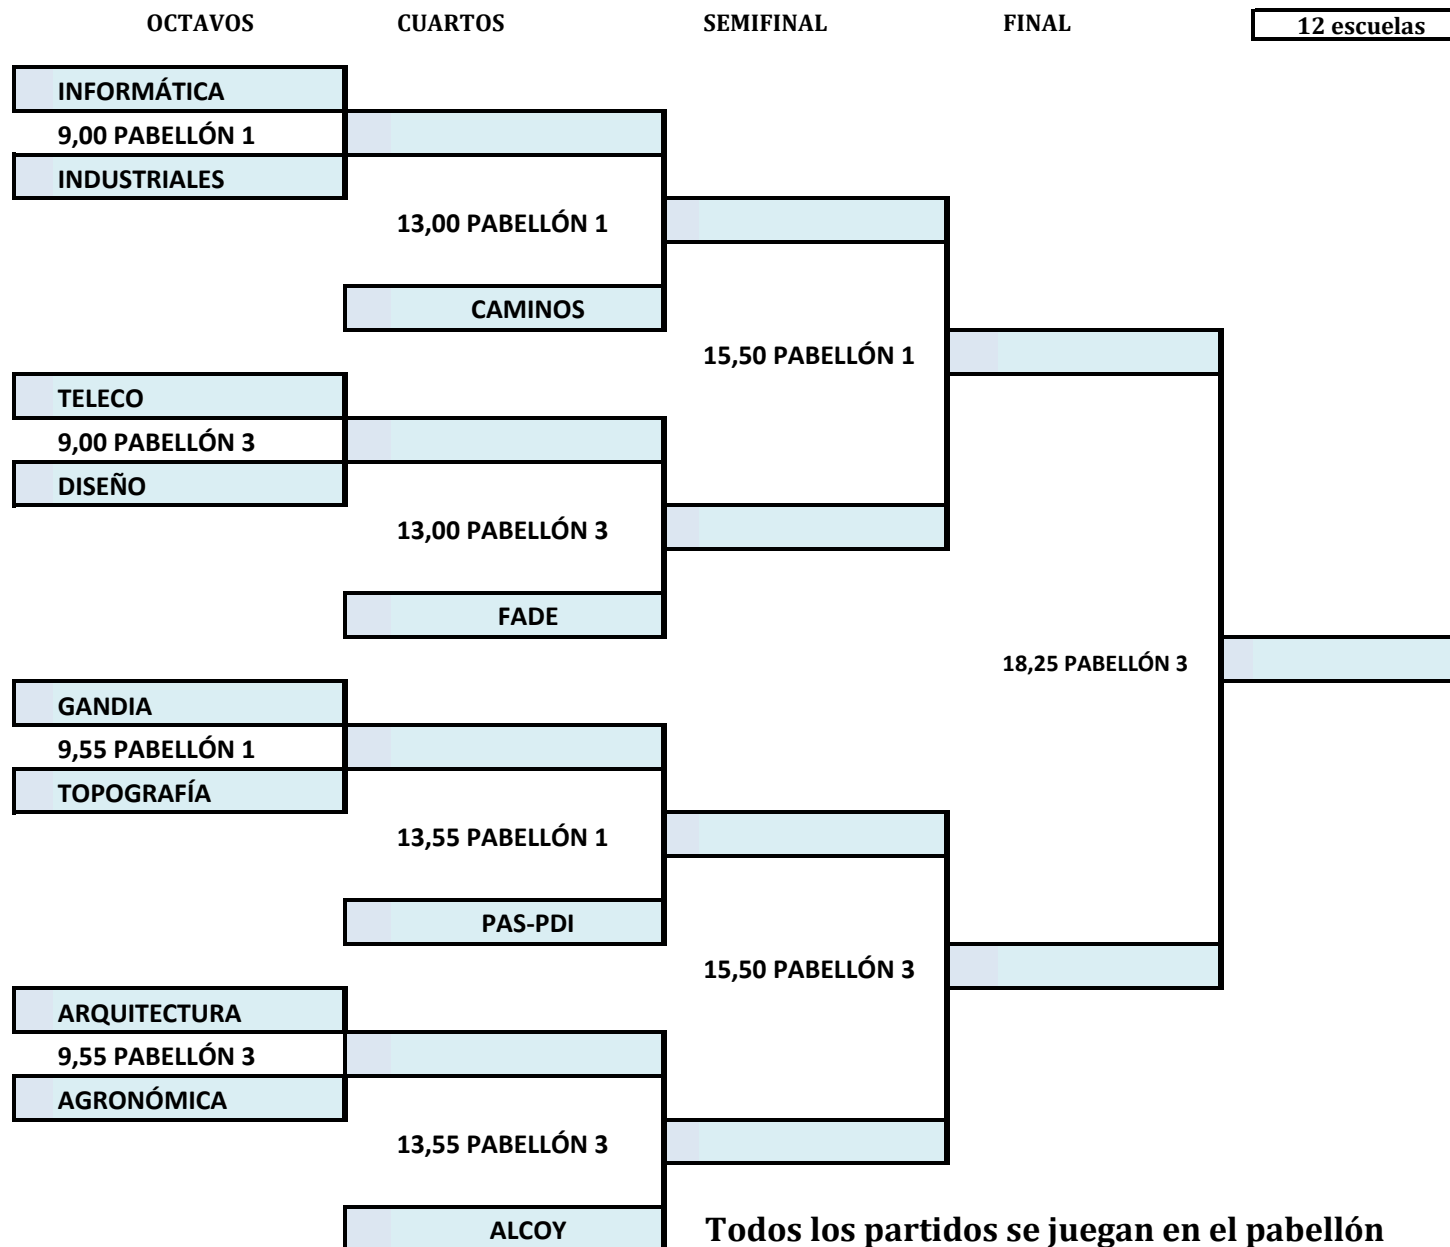 OCTAVOS CUARTOS SEMIFINAL FINAL 12 escuelas
INFORMÁTICA
9,00 PABELLÓN 1
INDUSTRIALES
13,00 PABELLÓN 1
CAMINOS
15,50 PABELLÓN 1
TELECO
9,00 PABELLÓN 3
DISEÑO
13,00 PABELLÓN 3
FADE
18,25 PABELLÓN 3
GANDIA
9,55 PABELLÓN 1
TOPOGRAFÍA
13,55 PABELLÓN 1
PAS-PDI
15,50 PABELLÓN 3
ARQUITECTURA
9,55 PABELLÓN 3
AGRONÓMICA
13,55 PABELLÓN 3
ALCOY
Todos los partidos se juegan en el pabellón